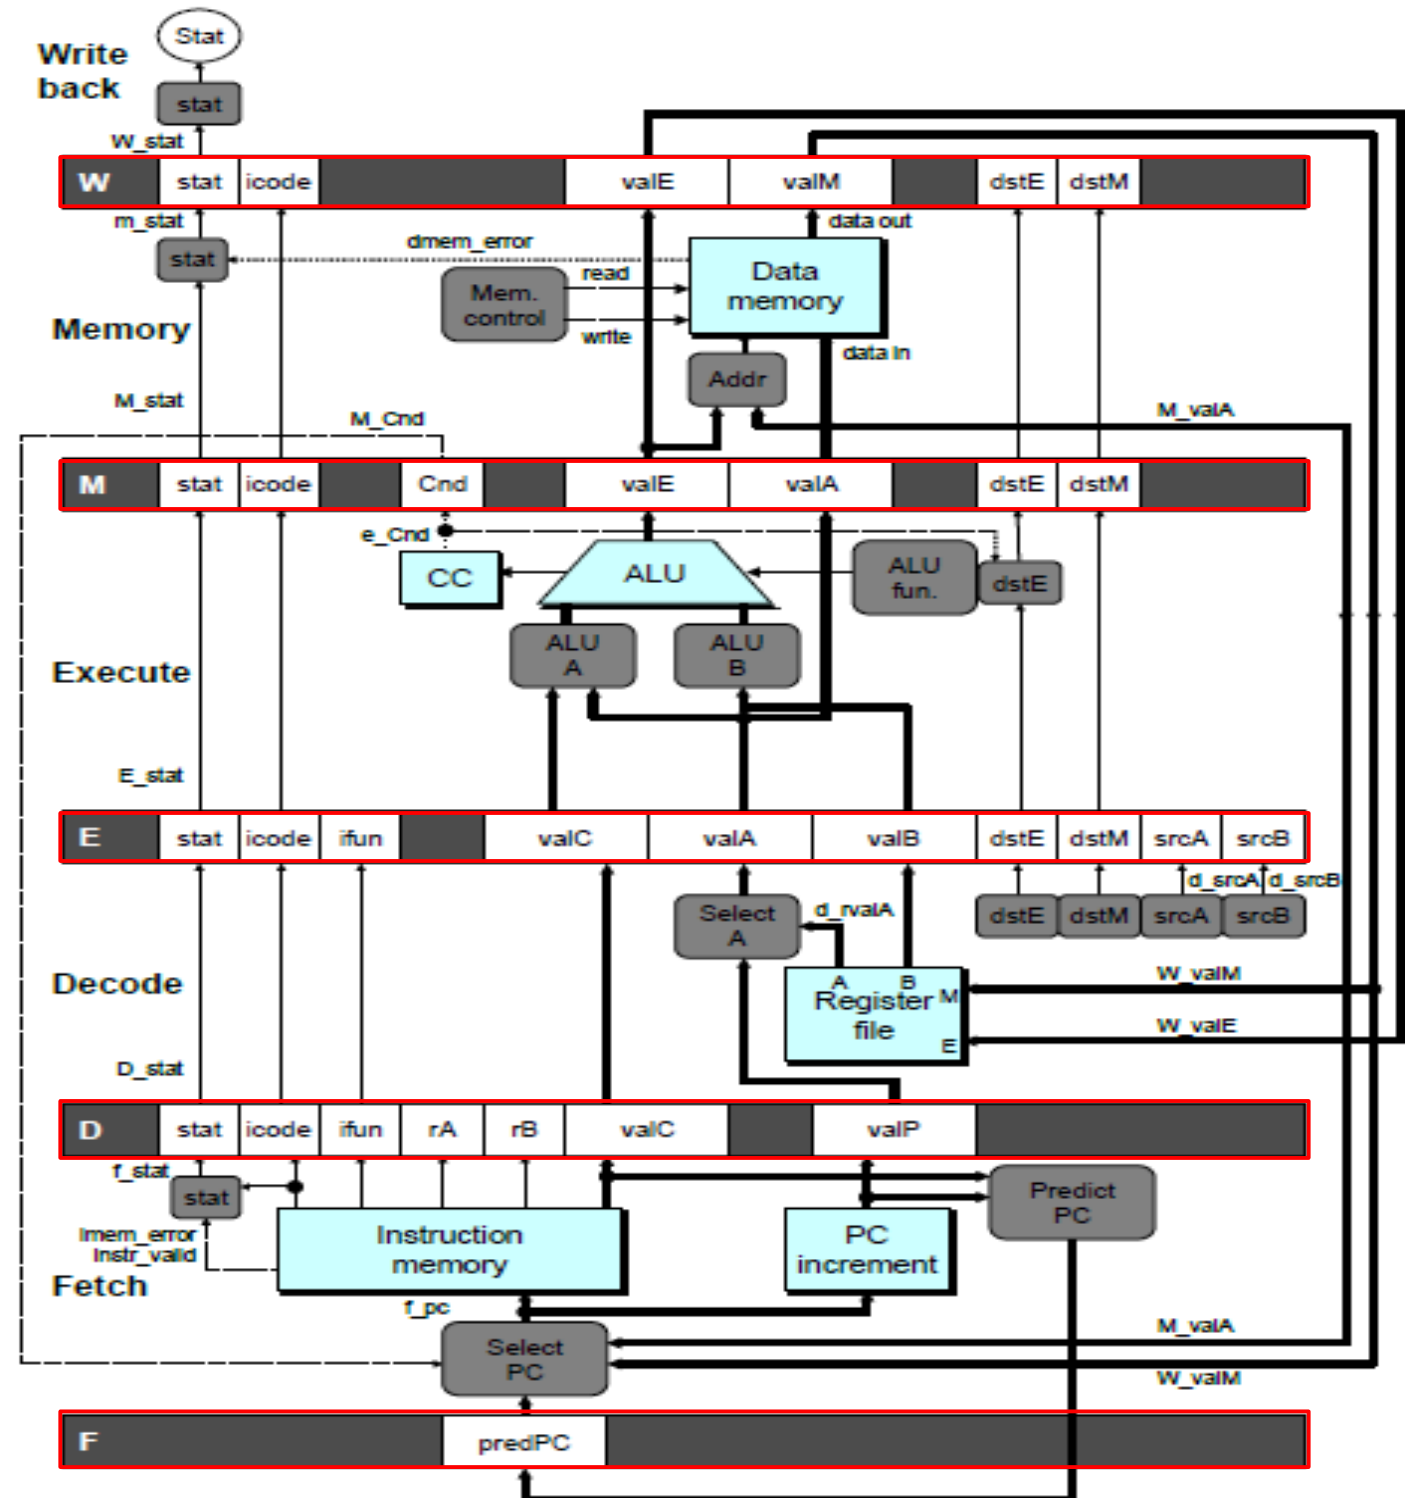 Stat
Write
back
stat
W_stat
W stat icode valE valM dstE dstM
m_stat
data out
dmem_error
stat
read
Mem.
control
Data
memory
Memory
write
data in
Addr
M_stat
M_valA
M_Cnd
M stat icode Cnd valE valA dstE dstM
e_Cnd
CC
ALU
ALU
fun.
dstE
ALU
A
ALU
B
Execute
E_stat
E stat icode ifun valC valA valB dstE dstM srcA srcB
d_srcA d_srcB
Select
A
d_rvalA
dstE dstM srcA srcB
Decode
A B
Register M
file
E
W_valM
W_valE
D_stat
D stat icode ifun rA rB valC valP
f_stat
stat
Predict
PC
Imem_error
Instr_valid
Instruction
memory
PC
increment
Fetch
f_pc
M_valA
Select
PC
W_valM
F predPC